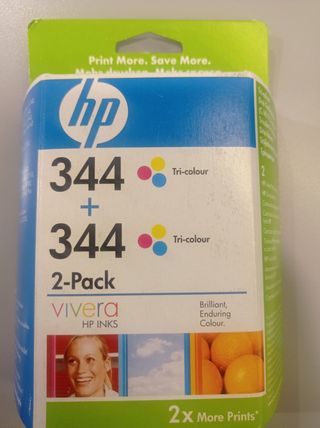 Print More. Save More.
hp
344 Tri-colour
+
344 Tri-colour
2-Pack
vivera
HP INKS
Brilliant,
Enduring
Colour.
2x More Prints*